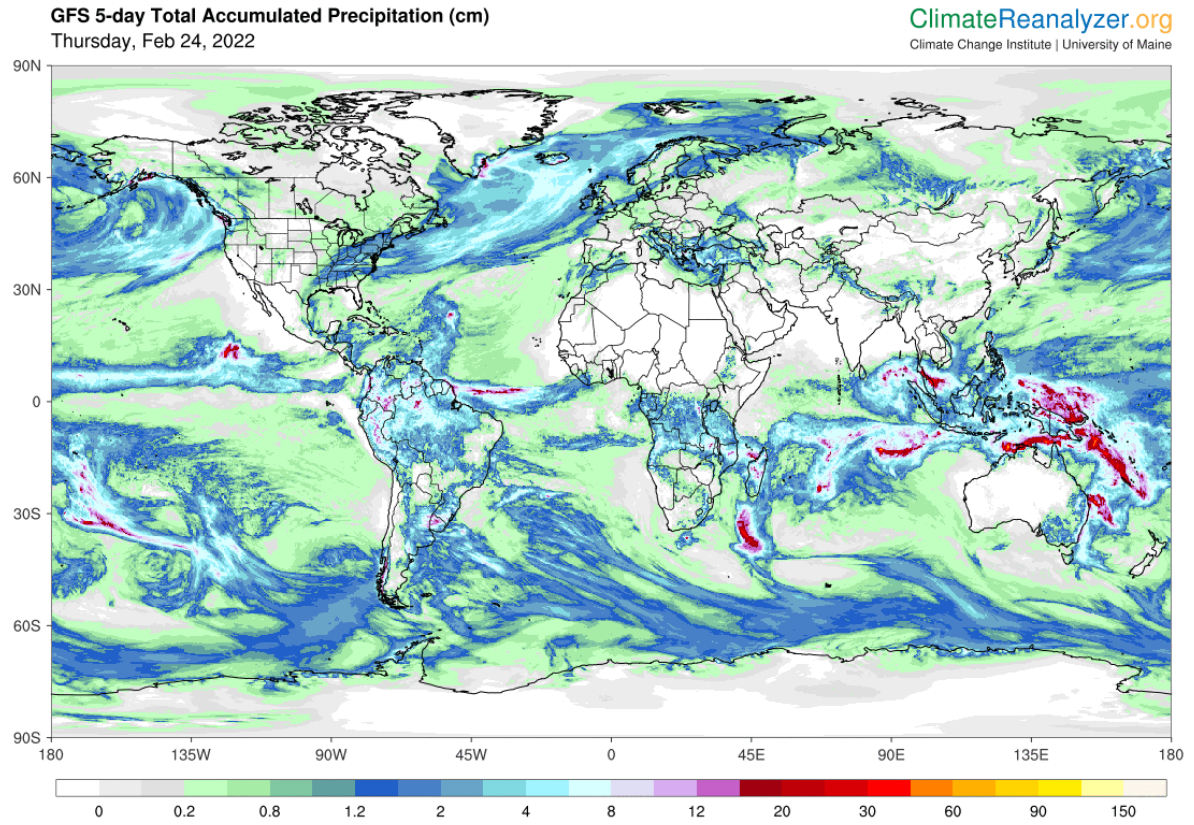 GFS 5-day Total Accumulated Precipitation (cm)
Thursday, Feb 24, 2022
ClimateReanalyzer.org
Climate Change Institute | University of Maine
90N
60N
30N
0
30S
60S
90S
180 135W 90W 45W 0 45E 90E 135E 180
0 0.2 0.8 1.2 2 4 8 12 20 30 60 90 150